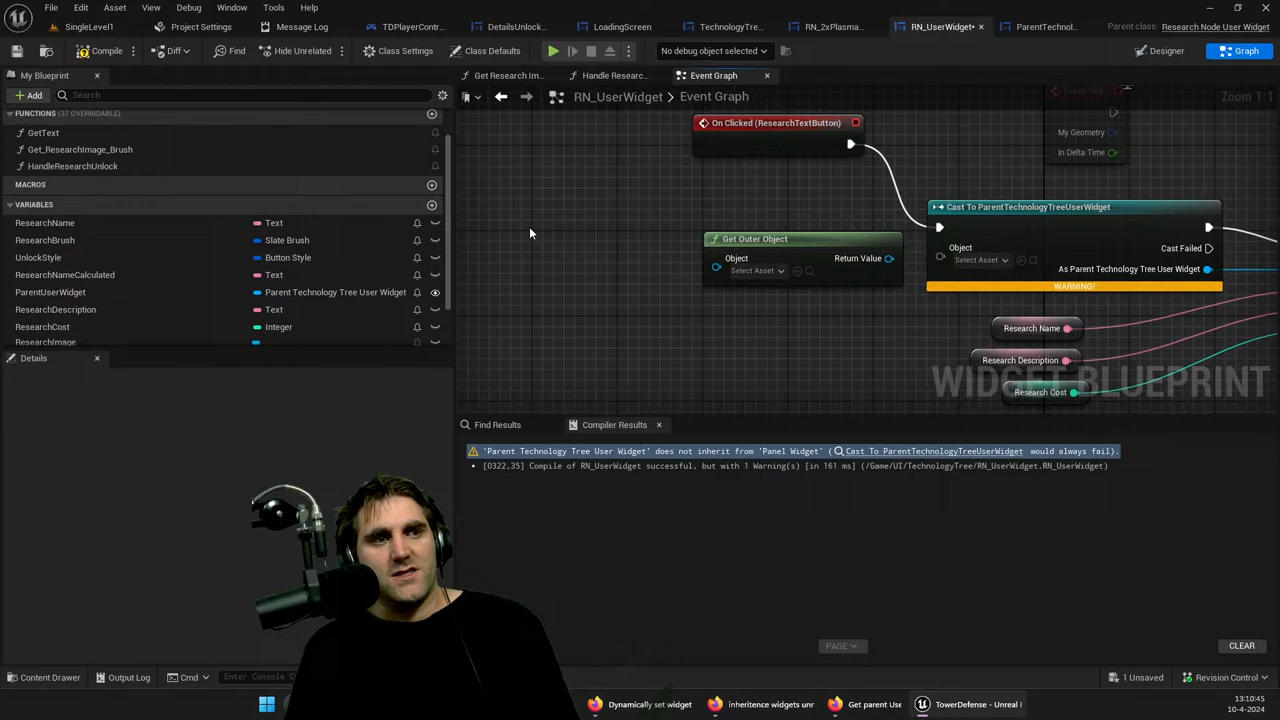 File Edit Asset View Debug Window Tools Help
SingleLevel1 Project Settings Message Log TDPlayerContr... DetailsUnlock... LoadingScreen TechnologyTre... RN_2xPlasma... RN_UserWidget• ParentTechnol... Parent class: Research Node User Widget
Compile Diff Find Hide Unrelated Class Settings Class Defaults No debug object selected Designer Graph
My Blueprint Get Research Im... Handle Researc... Event Graph
Add Search RN_UserWidget > Event Graph Zoom 1:1
FUNCTIONS (37 OVERRIDABLE)
GetText
Get_ResearchImage_Brush
HandleResearchUnlock
MACROS
VARIABLES
ResearchName Text
ResearchBrush Slate Brush
UnlockStyle Button Style
ResearchNameCalculated Text
ParentUserWidget Parent Technology Tree User Widget
ResearchDescription Text
ResearchCost Integer
ResearchImage
Details
Event Tick
My Geometry
In Delta Time
On Clicked (ResearchTextButton)
Get Outer Object
Object Return Value
Select Asset
Cast To ParentTechnologyTreeUserWidget
Object Cast Failed
Select Asset
As Parent Technology Tree User Widget
WARNING!
Research Name
Research Description
Research Cost
WIDGET BLUEPRINT
Find Results Compiler Results
'Parent Technology Tree User Widget' does not inherit from 'Panel Widget' ( Cast To ParentTechnologyTreeUserWidget would always fail).
[0322,35] Compile of RN_UserWidget successful, but with 1 Warning(s) [in 161 ms] (/Game/UI/TechnologyTree/RN_UserWidget.RN_UserWidget)
PAGE CLEAR
Content Drawer Output Log Cmd Enter Console C 1 Unsaved Revision Control
Dynamically set widget inheritence widgets unr Get parent Use TowerDefense - Unreal 
13:10:45
10-4-2024